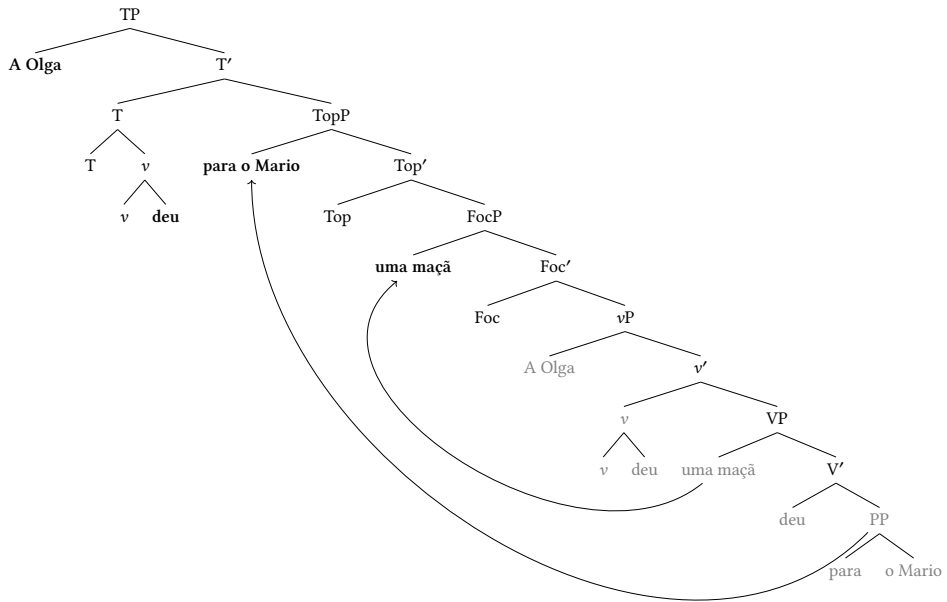 TP
A Olga T′
T TopP
T v para o Mario Top′
v deu Top FocP
uma maçã Foc′
Foc vP
A Olga v′
v VP
v deu uma maçã V′
deu PP
para o Mario